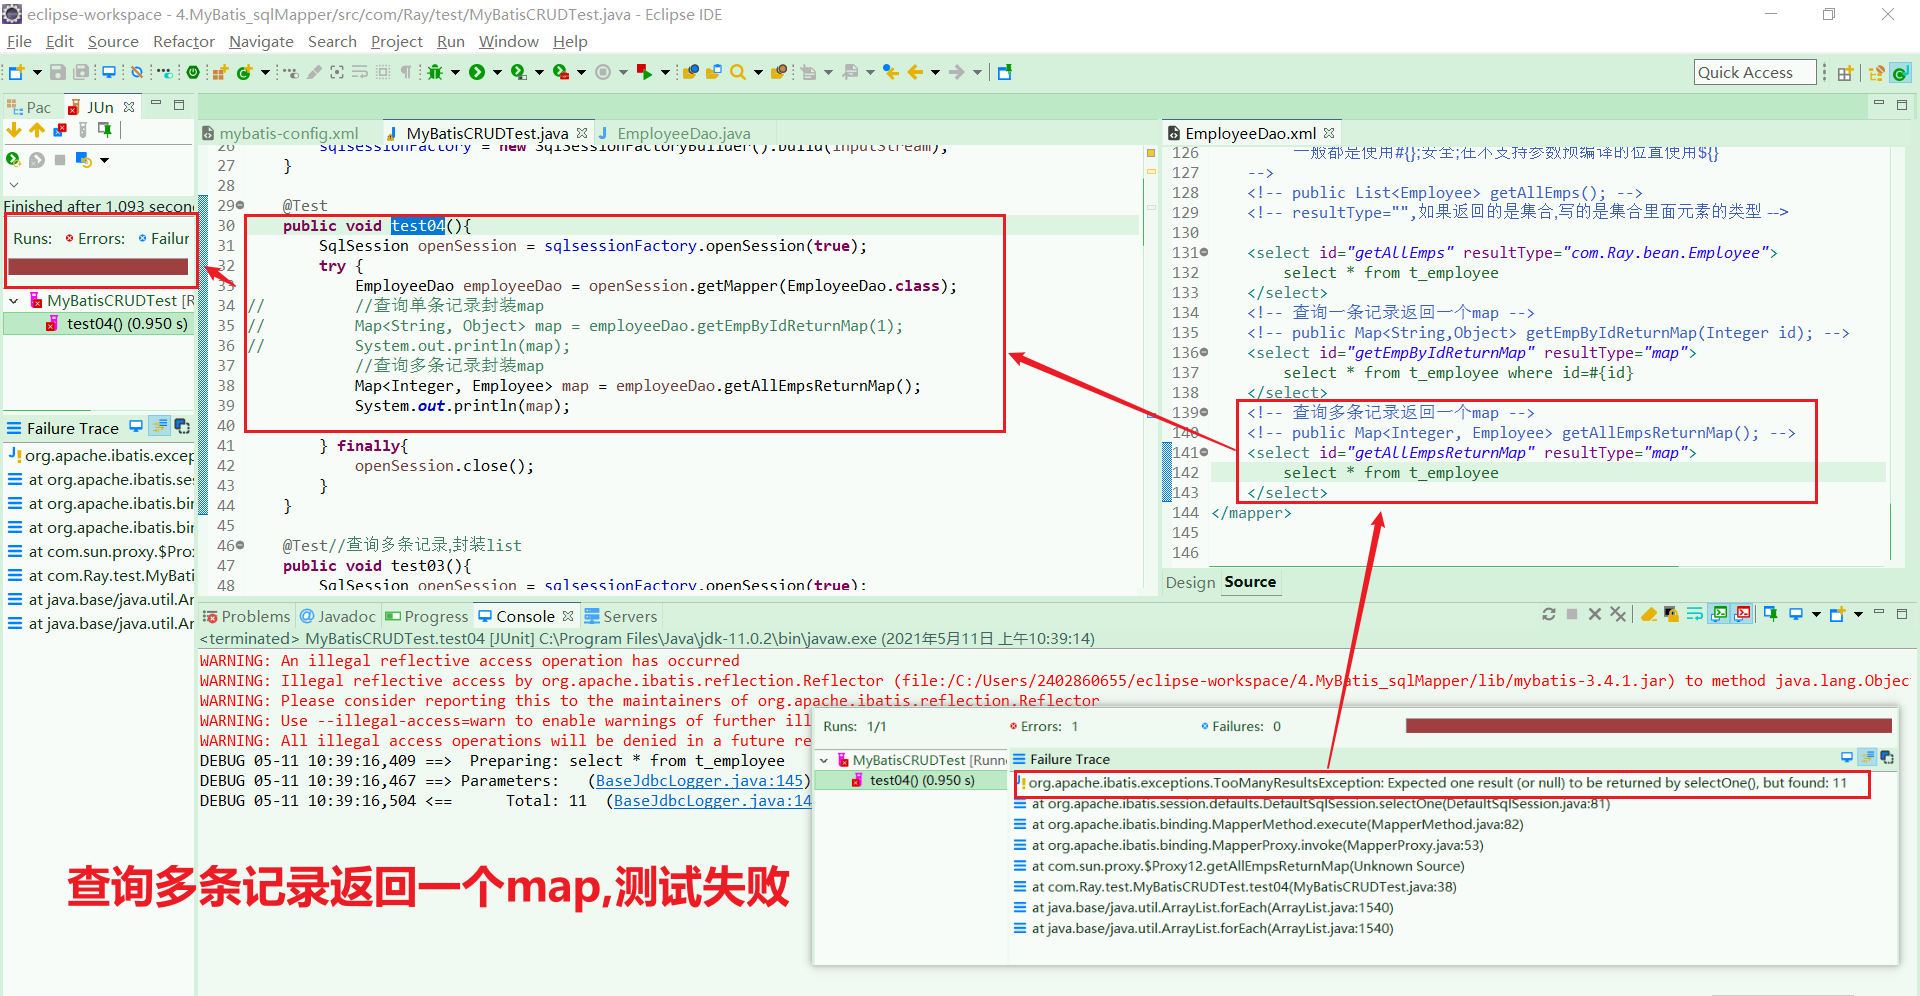 eclipse-workspace - 4.MyBatis_sqlMapper/src/com/Ray/test/MyBatisCRUDTest.java - Eclipse IDE
File Edit Source Refactor Navigate Search Project Run Window Help
Quick Access
Pac JUn
Finished after 1.093 secon
Runs: Errors: Failur
MyBatisCRUDTest [R
test04() (0.950 s)
Failure Trace
org.apache.ibatis.excep
at org.apache.ibatis.se
at org.apache.ibatis.bir
at org.apache.ibatis.bir
at com.sun.proxy.$Pro
at com.Ray.test.MyBati
at java.base/java.util.Ar
at java.base/java.util.Ar
mybatis-config.xml MyBatisCRUDTest.java EmployeeDao.java
26 sqlsessionFactory = new SqlSessionFactoryBuilder().build(inputStream);
27 }
28
29 @Test
30 public void test04(){
31 SqlSession openSession = sqlsessionFactory.openSession(true);
32 try {
33 EmployeeDao employeeDao = openSession.getMapper(EmployeeDao.class);
34 // //查询单条记录封装map
35 // Map<String, Object> map = employeeDao.getEmpByIdReturnMap(1);
36 // System.out.println(map);
37 //查询多条记录封装map
38 Map<Integer, Employee> map = employeeDao.getAllEmpsReturnMap();
39 System.out.println(map);
40
41 } finally{
42 openSession.close();
43 }
44 }
45
46 @Test//查询多条记录,封装list
47 public void test03(){
48 SqlSession openSession = sqlsessionFactory.openSession(true);
EmployeeDao.xml
126 一般都是使用#{};安全;在不支持参数预编译的位置使用${}
127 -->
128 <!-- public List<Employee> getAllEmps(); -->
129 <!-- resultType="",如果返回的是集合,写的是集合里面元素的类型 -->
130
131 <select id="getAllEmps" resultType="com.Ray.bean.Employee">
132 select * from t_employee
133 </select>
134 <!-- 查询一条记录返回一个map -->
135 <!-- public Map<String,Object> getEmpByIdReturnMap(Integer id); -->
136 <select id="getEmpByIdReturnMap" resultType="map">
137 select * from t_employee where id=#{id}
138 </select>
139 <!-- 查询多条记录返回一个map -->
140 <!-- public Map<Integer, Employee> getAllEmpsReturnMap(); -->
141 <select id="getAllEmpsReturnMap" resultType="map">
142 select * from t_employee
143 </select>
144 </mapper>
145
146
Design Source
Problems Javadoc Progress Console Servers
<terminated> MyBatisCRUDTest.test04 [JUnit] C:\Program Files\Java\jdk-11.0.2\bin\javaw.exe (2021年5月11日 上午10:39:14)
WARNING: An illegal reflective access operation has occurred
WARNING: Illegal reflective access by org.apache.ibatis.reflection.Reflector (file:/C:/Users/2402860655/eclipse-workspace/4.MyBatis_sqlMapper/lib/mybatis-3.4.1.jar) to method java.lang.Objec
WARNING: Please consider reporting this to the maintainers of org.apache.ibatis.reflection.Reflector
WARNING: Use --illegal-access=warn to enable warnings of further ill
WARNING: All illegal access operations will be denied in a future re
DEBUG 05-11 10:39:16,409 ==> Preparing: select * from t_employee
DEBUG 05-11 10:39:16,467 ==> Parameters: (BaseJdbcLogger.java:145)
DEBUG 05-11 10:39:16,504 <== Total: 11 (BaseJdbcLogger.java:14
Runs: 1/1 Errors: 1 Failures: 0
MyBatisCRUDTest [Runn
test04() (0.950 s)
Failure Trace
org.apache.ibatis.exceptions.TooManyResultsException: Expected one result (or null) to be returned by selectOne(), but found: 11
at org.apache.ibatis.session.defaults.DefaultSqlSession.selectOne(DefaultSqlSession.java:81)
at org.apache.ibatis.binding.MapperMethod.execute(MapperMethod.java:82)
at org.apache.ibatis.binding.MapperProxy.invoke(MapperProxy.java:53)
at com.sun.proxy.$Proxy12.getAllEmpsReturnMap(Unknown Source)
at com.Ray.test.MyBatisCRUDTest.test04(MyBatisCRUDTest.java:38)
at java.base/java.util.ArrayList.forEach(ArrayList.java:1540)
at java.base/java.util.ArrayList.forEach(ArrayList.java:1540)
查询多条记录返回一个map,测试失败